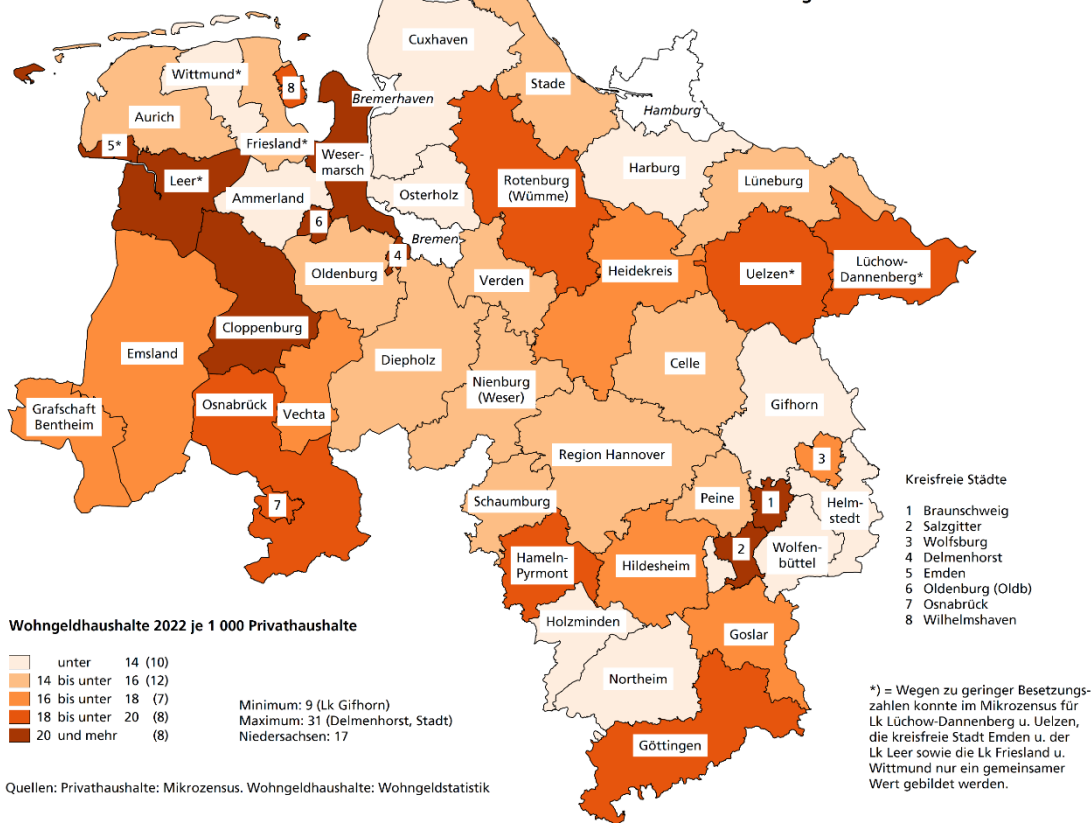 Cuxhaven
Wittmund*
8
Bremerhaven
Stade
Hamburg
Aurich
5*
Friesland*
Weser-
marsch
Leer*
Ammerland
Osterholz
Rotenburg
(Wümme)
Harburg
Lüneburg
6
Bremen
4
Oldenburg
Verden
Heidekreis
Uelzen*
Lüchow-
Dannenberg*
Cloppenburg
Emsland
Diepholz
Celle
Nienburg
(Weser)
Grafschaft
Bentheim
Osnabrück
Vechta
Gifhorn
Region Hannover
3
7
Schaumburg
Peine
1
Helm-
stedt
2
Wolfen-
büttel
Hameln-
Pyrmont
Hildesheim
Holzminden
Goslar
Northeim
Göttingen
Kreisfreie Städte
1 Braunschweig
2 Salzgitter
3 Wolfsburg
4 Delmenhorst
5 Emden
6 Oldenburg (Oldb)
7 Osnabrück
8 Wilhelmshaven
Wohngeldhaushalte 2022 je 1 000 Privathaushalte
unter 14 (10)
14 bis unter 16 (12)
16 bis unter 18 (7)
18 bis unter 20 (8)
20 und mehr (8)
Minimum: 9 (Lk Gifhorn)
Maximum: 31 (Delmenhorst, Stadt)
Niedersachsen: 17
*) = Wegen zu geringer Besetzungs-
zahlen konnte im Mikrozensus für
Lk Lüchow-Dannenberg u. Uelzen,
die kreisfreie Stadt Emden u. der
Lk Leer sowie die Lk Friesland u.
Wittmund nur ein gemeinsamer
Wert gebildet werden.
Quellen: Privathaushalte: Mikrozensus. Wohngeldhaushalte: Wohngeldstatistik